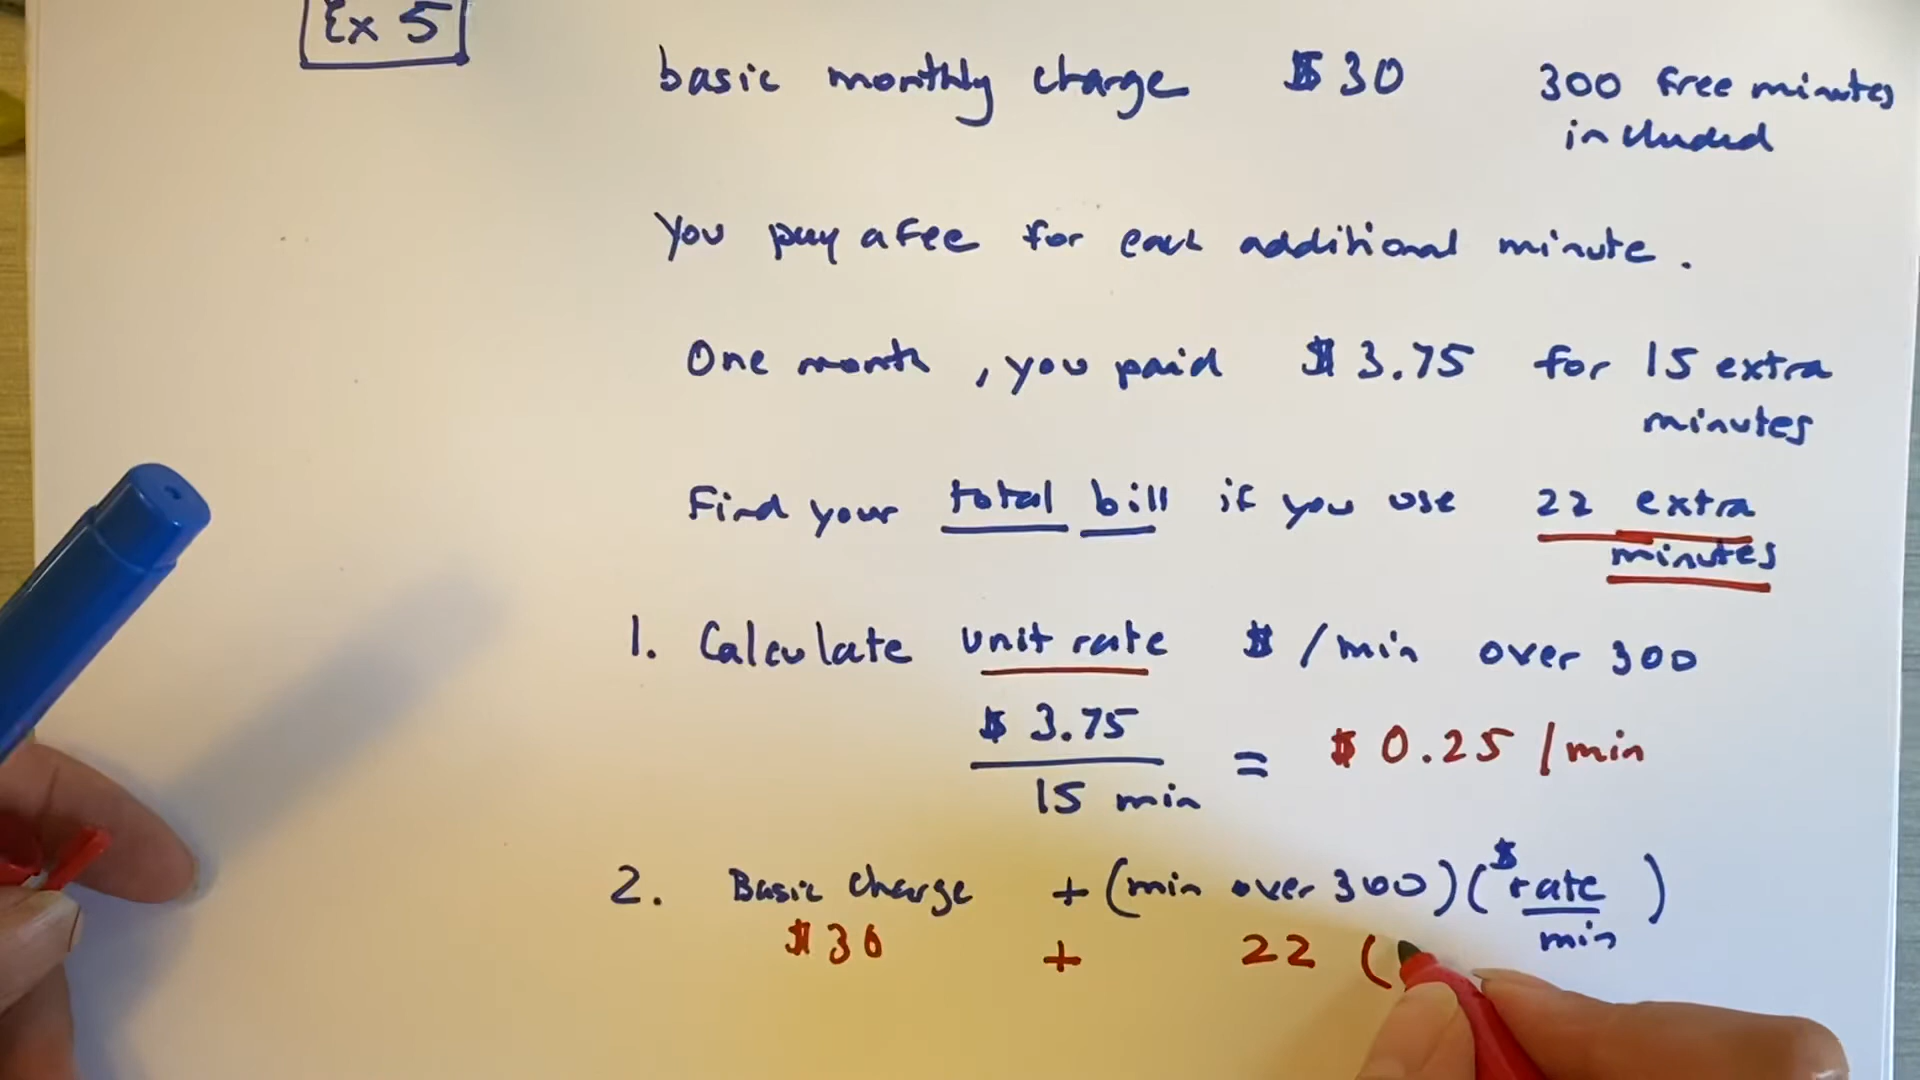 Ex 5
basic monthly charge $30 300 free minutes
included
You pay a fee for each additional minute.
One month, you paid $3.75 for 15 extra
minutes
Find your total bill if you use 22 extra
minutes
1. Calculate unit rate $/min over 300
$3.75
15 min
= $0.25/min
2. Basic Charge + (min over 300)($rate
min)
$30 + 22 (